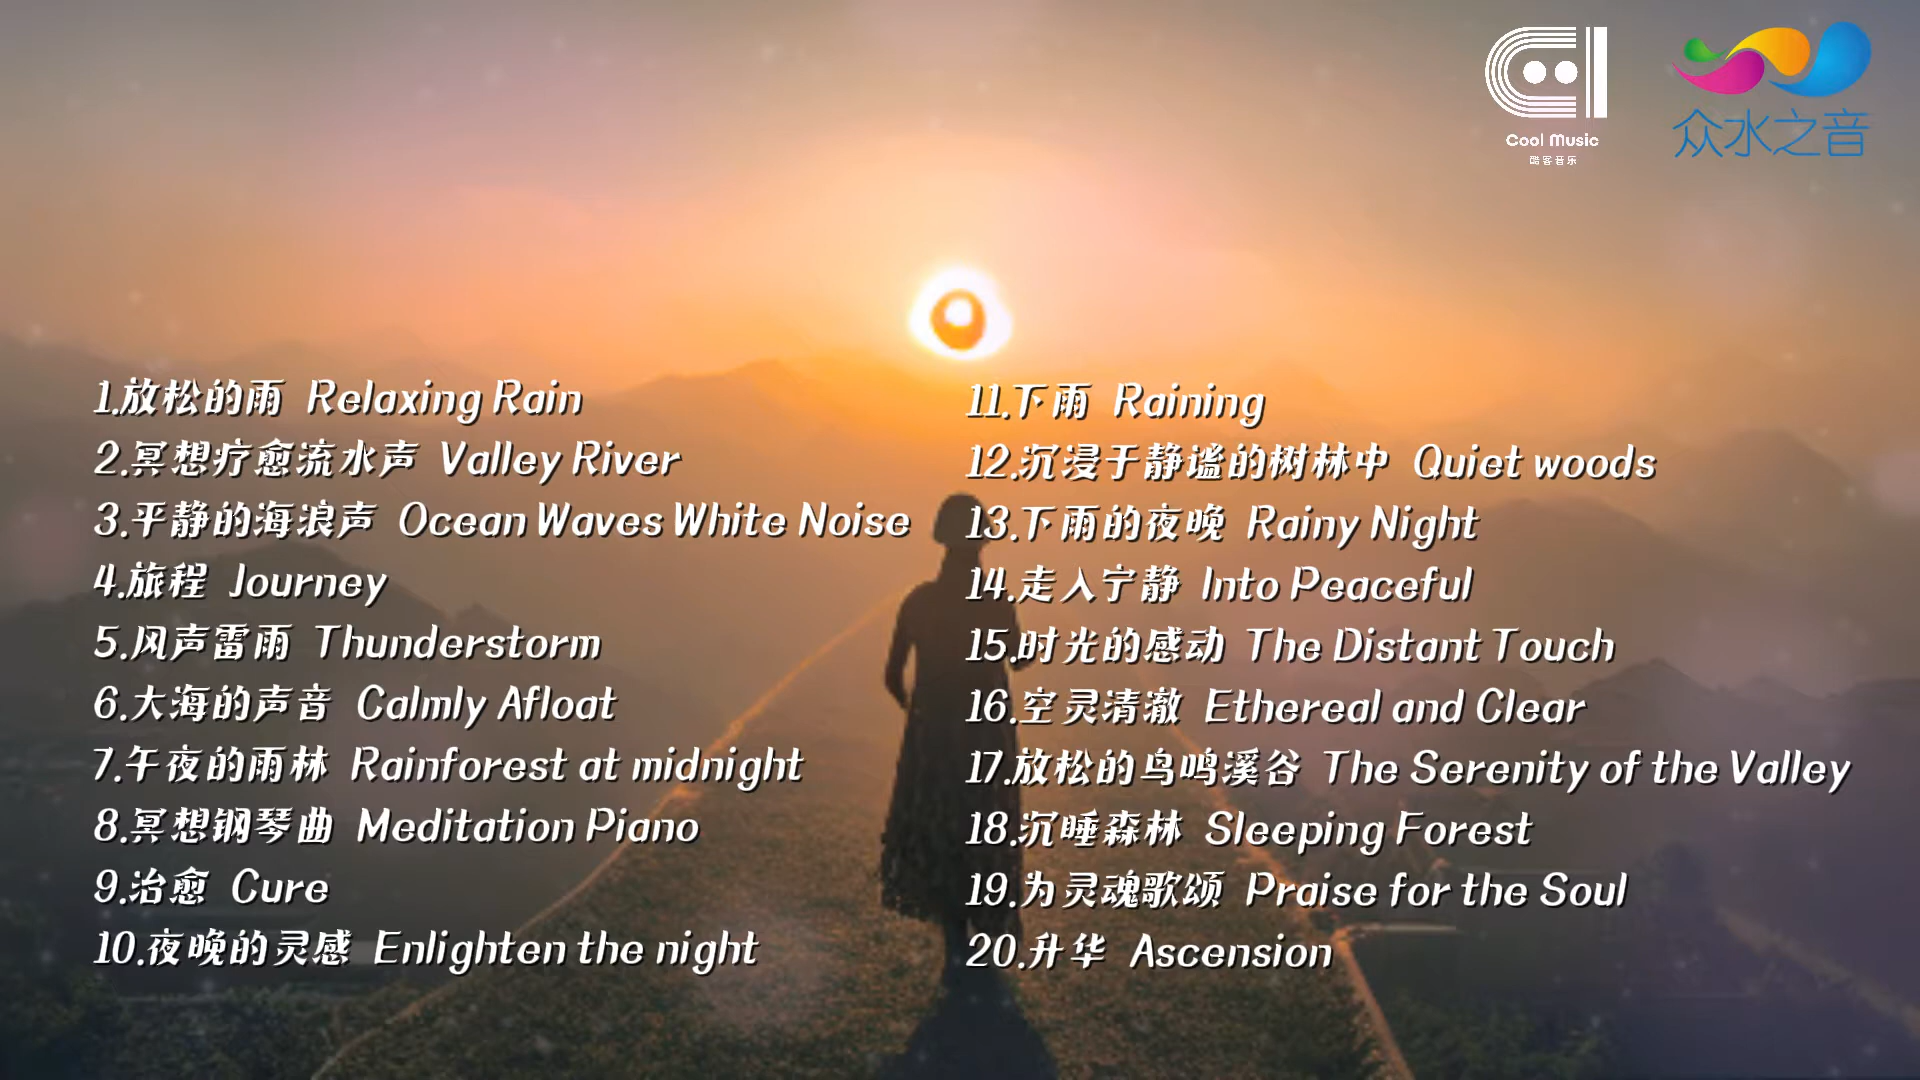 Cool Music
酷客音乐
众水之音
1.放松的雨 Relaxing Rain
2.冥想疗愈流水声 Valley River
3.平静的海浪声 Ocean Waves White Noise
4.旅程 Journey
5.风声雷雨 Thunderstorm
6.大海的声音 Calmly Afloat
7.午夜的雨林 Rainforest at midnight
8.冥想钢琴曲 Meditation Piano
9.治愈 Cure
10.夜晚的灵感 Enlighten the night
11.下雨 Raining
12.沉浸于静谧的树林中 Quiet woods
13.下雨的夜晚 Rainy Night
14.走入宁静 Into Peaceful
15.时光的感动 The Distant Touch
16.空灵清澈 Ethereal and Clear
17.放松的鸟鸣溪谷 The Serenity of the Valley
18.沉睡森林 Sleeping Forest
19.为灵魂歌颂 Praise for the Soul
20.升华 Ascension